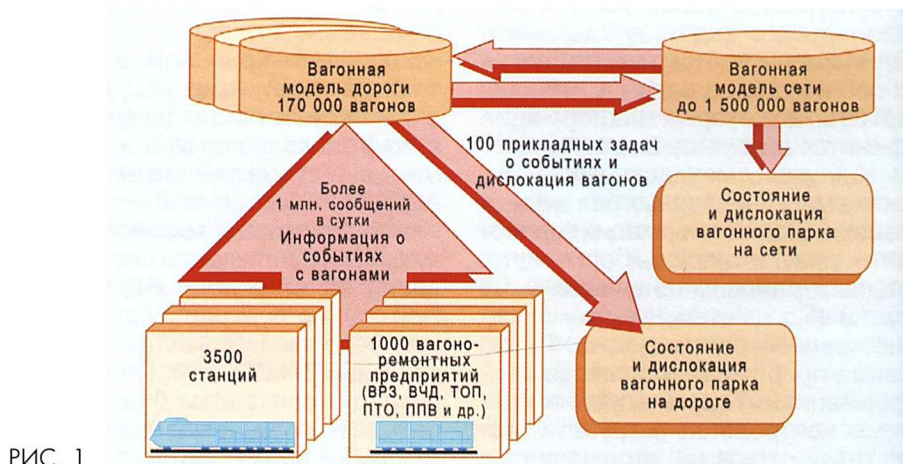 Вагонная
модель дороги
170 000 вагонов
Вагонная
модель сети
до 1 500 000 вагонов
100 прикладных задач
о событиях и
дислокация вагонов
Более
1 млн. сообщений
в сутки
Информация о
событиях
с вагонами
Состояние
и дислокация
вагонного парка
на сети
3500
станций
1000 вагоно-
ремонтных
предприятий
(ВРЗ, ВЧД, ТОП,
ПТО, ППВ и др.)
Состояние
и дислокация
вагонного парка
на дороге
РИС. 1